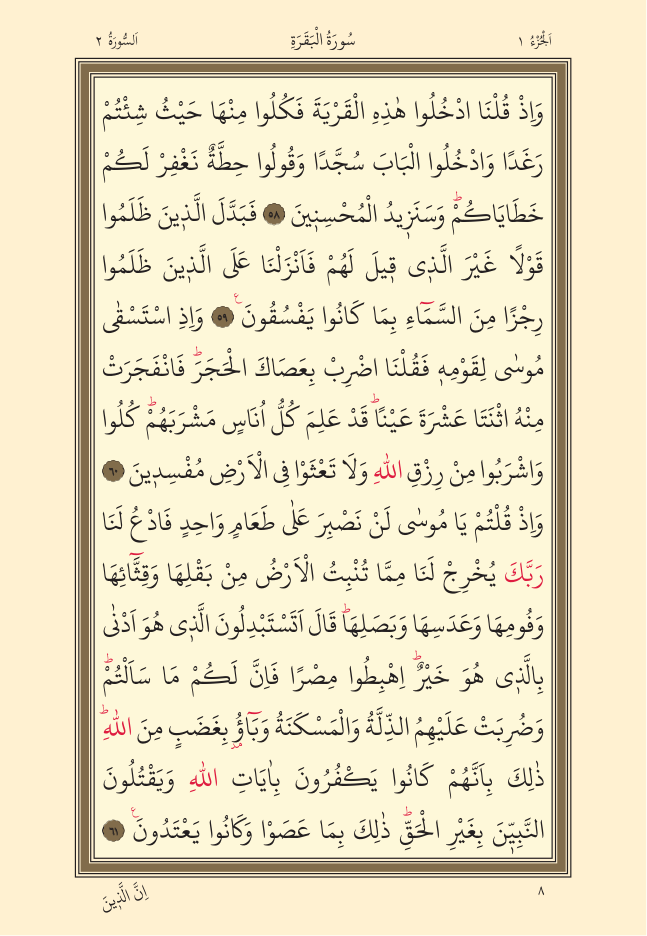 اَلْجُزْءُ ١
سُورَةُ الْبَقَرَةِ
اَلسُّورَةُ ٢
وَاِذْ قُلْنَا ادْخُلُوا هٰذِهِ الْقَرْيَةَ فَكُلُوا مِنْهَا حَيْثُ شِئْتُمْ
رَغَدًا وَادْخُلُوا الْبَابَ سُجَّدًا وَقُولُوا حِطَّةٌ نَغْفِرْ لَكُمْ
خَطَايَاكُمْۜ وَسَنَزٖيدُ الْمُحْسِنٖينَ ٥٨ فَبَدَّلَ الَّذٖينَ ظَلَمُوا
قَوْلًا غَيْرَ الَّذٖى قٖيلَ لَهُمْ فَاَنْزَلْنَا عَلَى الَّذٖينَ ظَلَمُوا
رِجْزًا مِنَ السَّمَٓاءِ بِمَا كَانُوا يَفْسُقُونَ ع ٥٩ وَاِذِ اسْتَسْقٰى
مُوسٰى لِقَوْمِهٖ فَقُلْنَا اضْرِبْ بِعَصَاكَ الْحَجَرَؕ فَانْفَجَرَتْ
مِنْهُ اثْنَتَا عَشْرَةَ عَيْنًاؕ قَدْ عَلِمَ كُلُّ اُنَاسٍ مَشْرَبَهُمْؕ كُلُوا
وَاشْرَبُوا مِنْ رِزْقِ اللّٰهِ وَلَا تَعْثَوْا فِى الْاَرْضِ مُفْسِدٖينَ ٦٠
وَاِذْ قُلْتُمْ يَا مُوسٰى لَنْ نَصْبِرَ عَلٰى طَعَامٍ وَاحِدٍ فَادْعُ لَنَا
رَبَّكَ يُخْرِجْ لَنَا مِمَّا تُنْبِتُ الْاَرْضُ مِنْ بَقْلِهَا وَقِثَّٓائِهَا
وَفُومِهَا وَعَدَسِهَا وَبَصَلِهَاؕ قَالَ اَتَسْتَبْدِلُونَ الَّذٖى هُوَ اَدْنٰى
بِالَّذٖى هُوَ خَيْرٌؕ اِهْبِطُوا مِصْرًا فَاِنَّ لَكُمْ مَا سَاَلْتُمْؕ
وَضُرِبَتْ عَلَيْهِمُ الذِّلَّةُ وَالْمَسْكَنَةُ وَبَٓاؤُ بِغَضَبٍ مِنَ اللّٰهِؕ
ذٰلِكَ بِاَنَّهُمْ كَانُوا يَكْفُرُونَ بِاٰيَاتِ اللّٰهِ وَيَقْتُلُونَ
النَّبِيّٖنَ بِغَيْرِ الْحَقِّؕ ذٰلِكَ بِمَا عَصَوْا وَكَانُوا يَعْتَدُونَ ع ٦١
٨
اِنَّ الَّذٖينَ